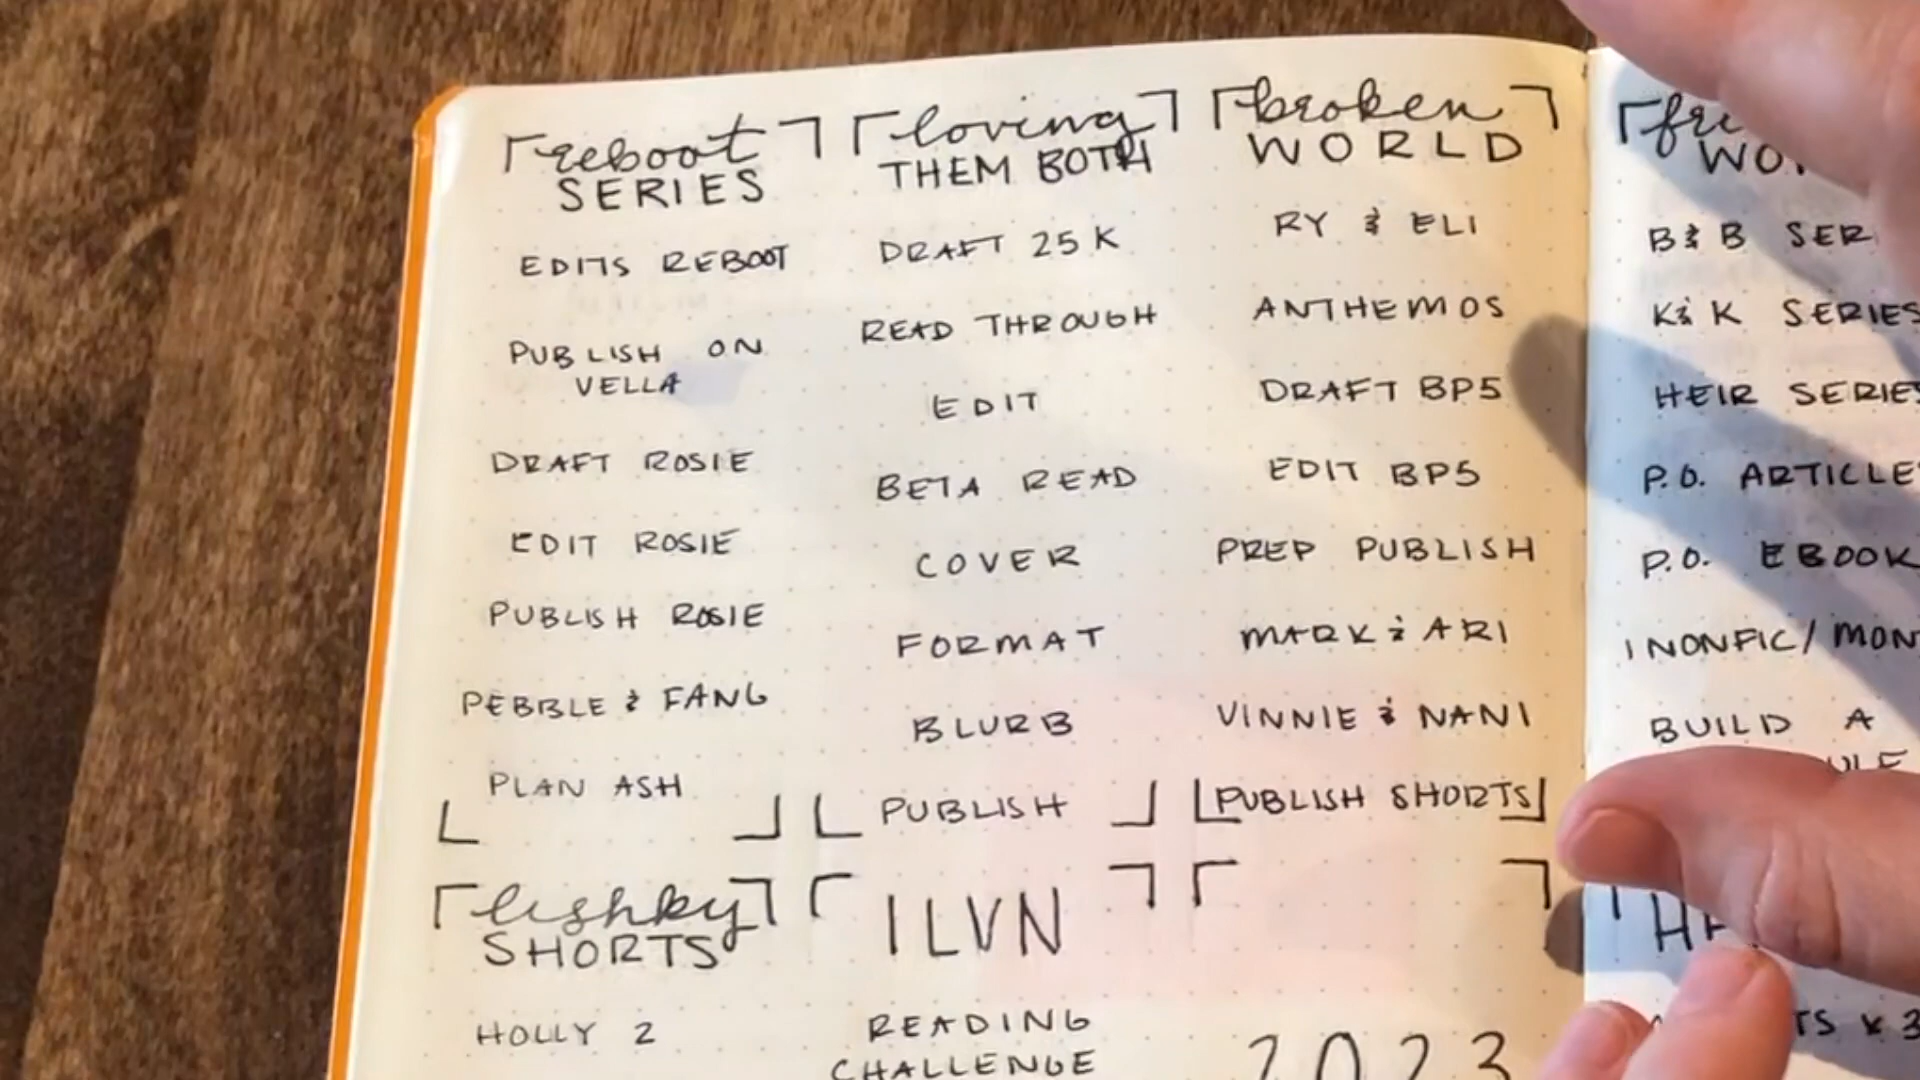 reboot
SERIES
EDITS REBOOT
PUBLISH ON
VELLA
DRAFT ROSIE
EDIT ROSIE
PUBLISH ROSIE
PEBBLE & FANG
PLAN ASH
loving
THEM BOTH
DRAFT 25K
READ THROUGH
EDIT
BETA READ
COVER
FORMAT
BLURB
PUBLISH
broken
WORLD
RY & ELI
ANTHEMOS
DRAFT BP5
EDIT BP5
PREP PUBLISH
MARK & ARI
VINNIE & NANI
PUBLISH SHORTS
lishky
SHORTS
HOLLY 2
ILVN
READING
CHALLENGE
2023
B & B
K & K SERIES
HEIR SERIES
P.O.
P.O. EBOOK
1 NONFIC/
BUILD A